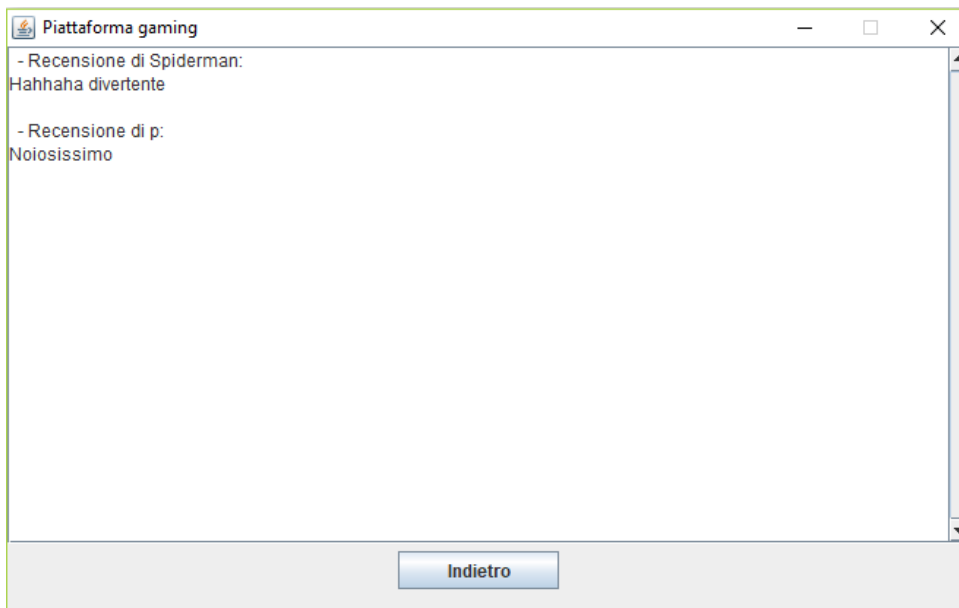 Piattaforma gaming
- Recensione di Spiderman:
Hahhaha divertente
- Recensione di p:
Noiosissimo
Indietro